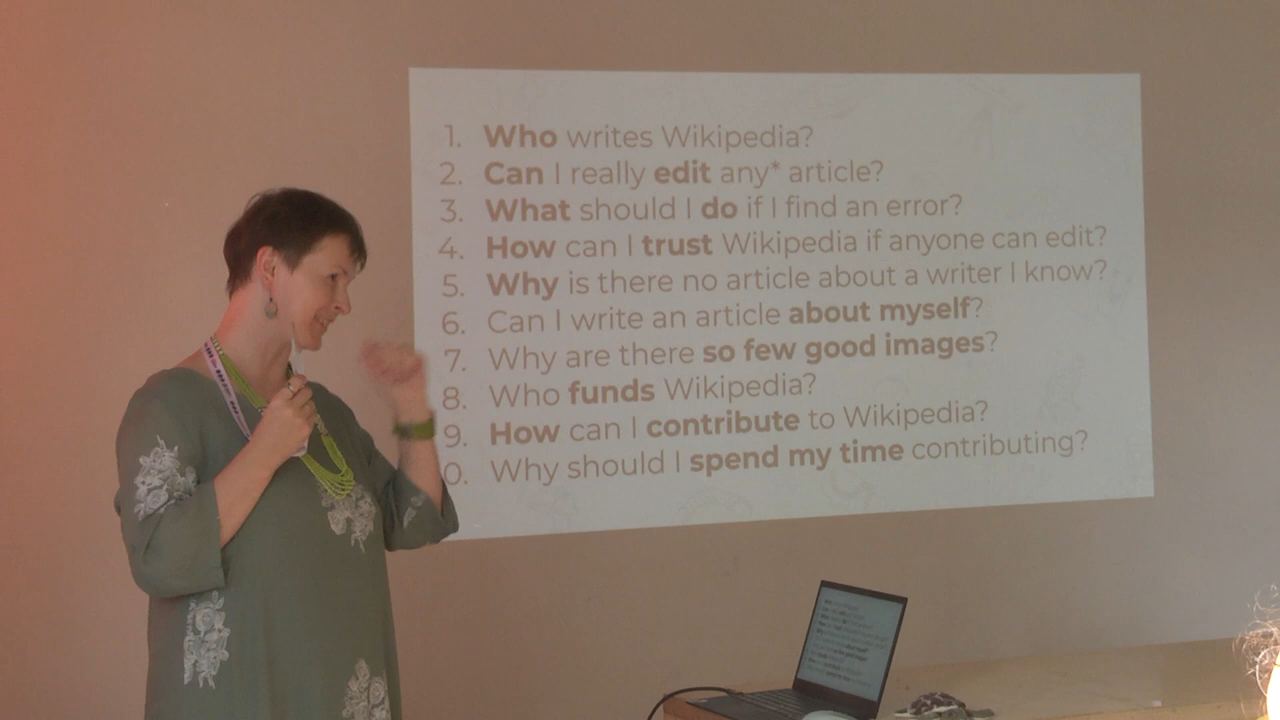 1. Who writes Wikipedia?
2. Can I really edit any* article?
3. What should I do if I find an error?
4. How can I trust Wikipedia if anyone can edit?
5. Why is there no article about a writer I know?
6. Can I write an article about myself?
7. Why are there so few good images?
8. Who funds Wikipedia?
9. How can I contribute to Wikipedia?
0. Why should I spend my time contributing?